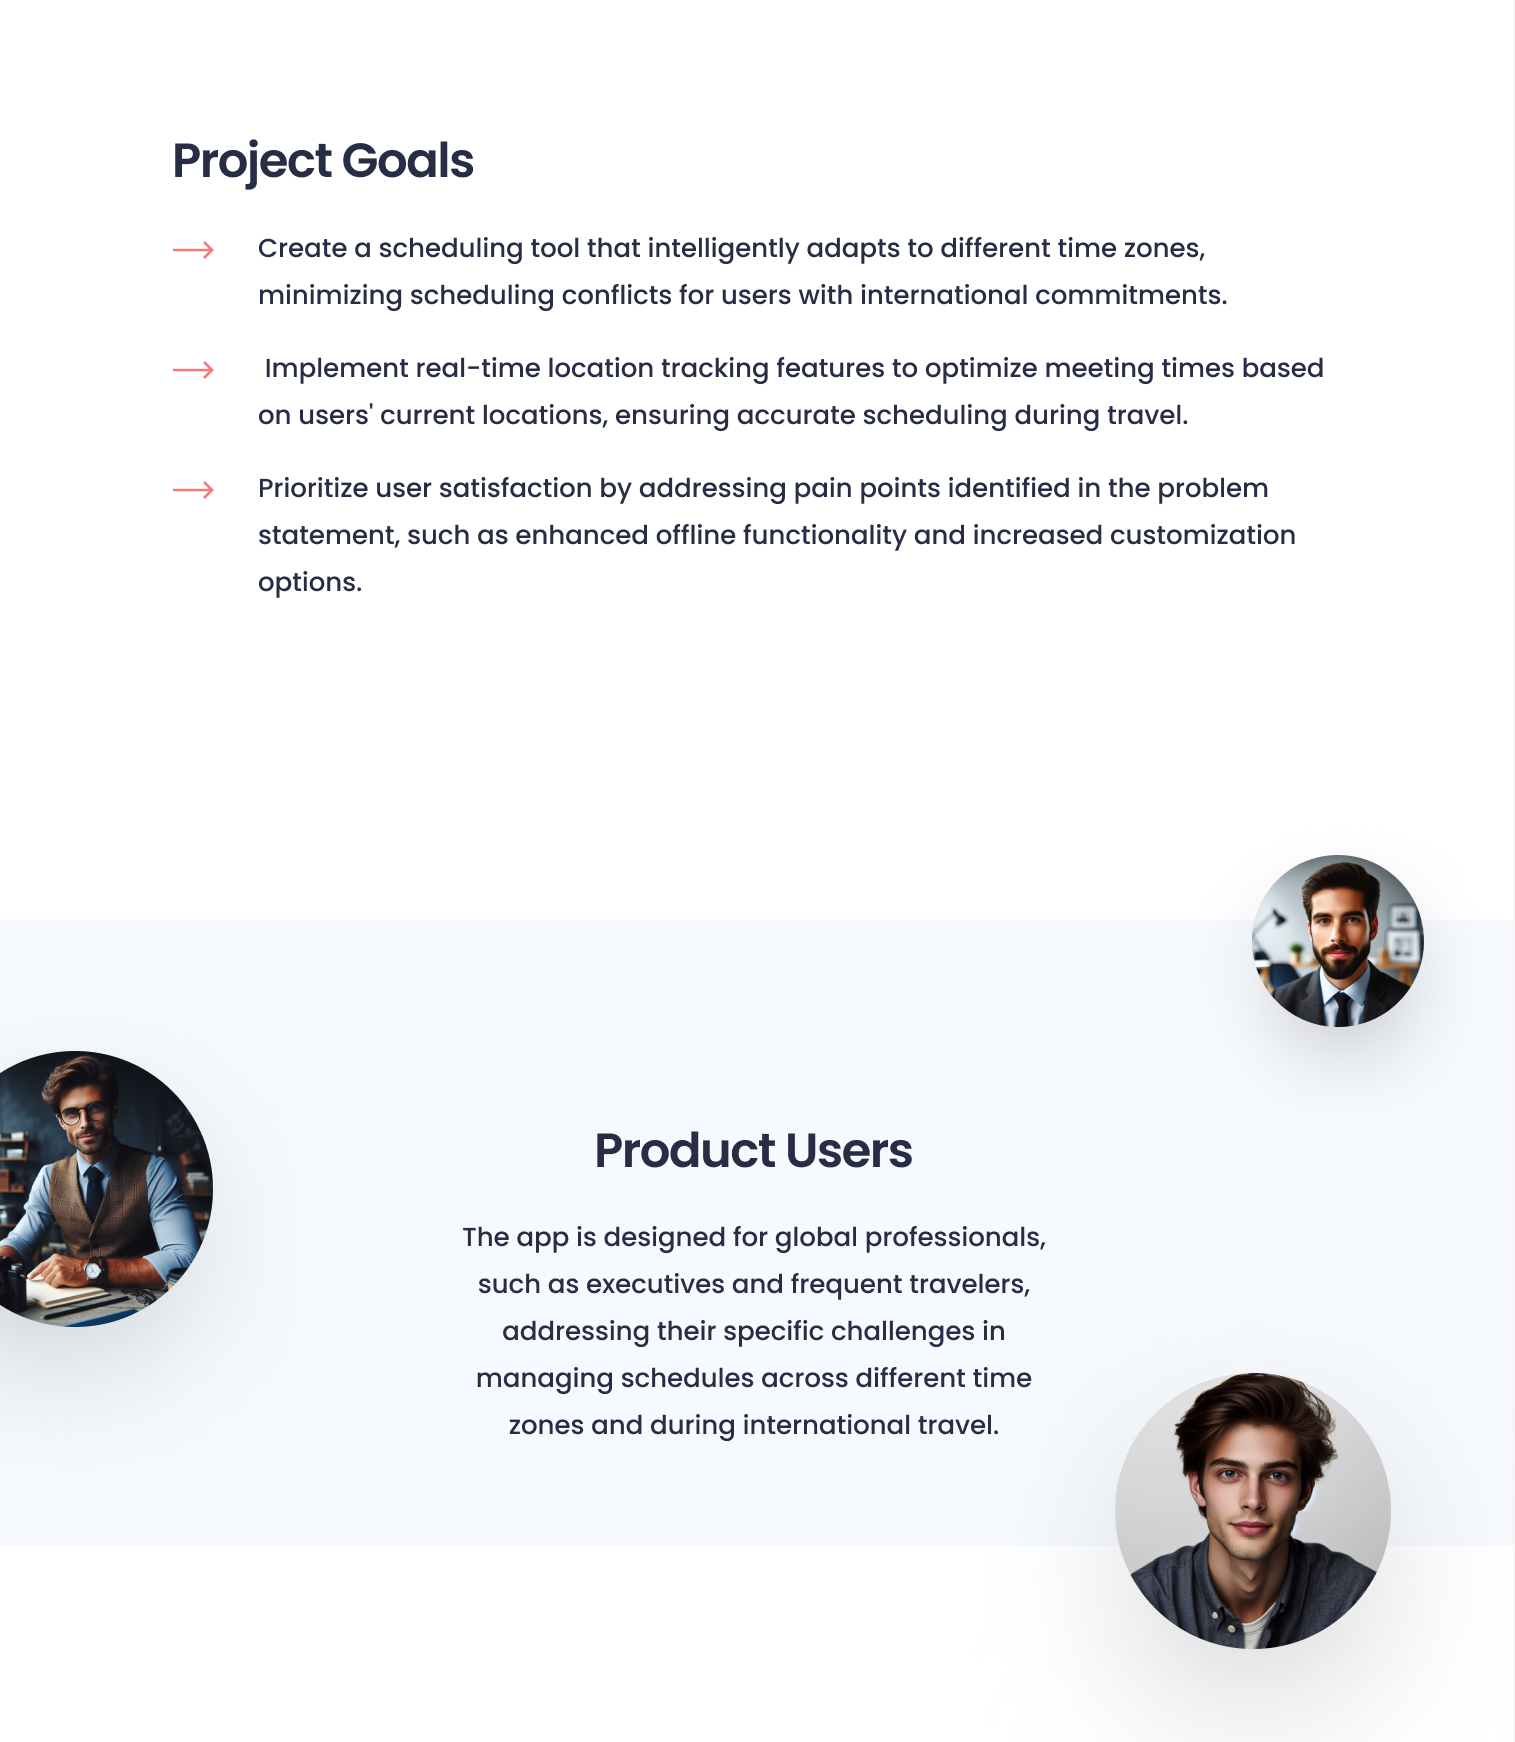 Project Goals
Create a scheduling tool that intelligently adapts to different time zones,
minimizing scheduling conflicts for users with international commitments.
Implement real-time location tracking features to optimize meeting times based
on users' current locations, ensuring accurate scheduling during travel.
Prioritize user satisfaction by addressing pain points identified in the problem
statement, such as enhanced offline functionality and increased customization
options.
Product Users
The app is designed for global professionals,
such as executives and frequent travelers,
addressing their specific challenges in
managing schedules across different time
zones and during international travel.